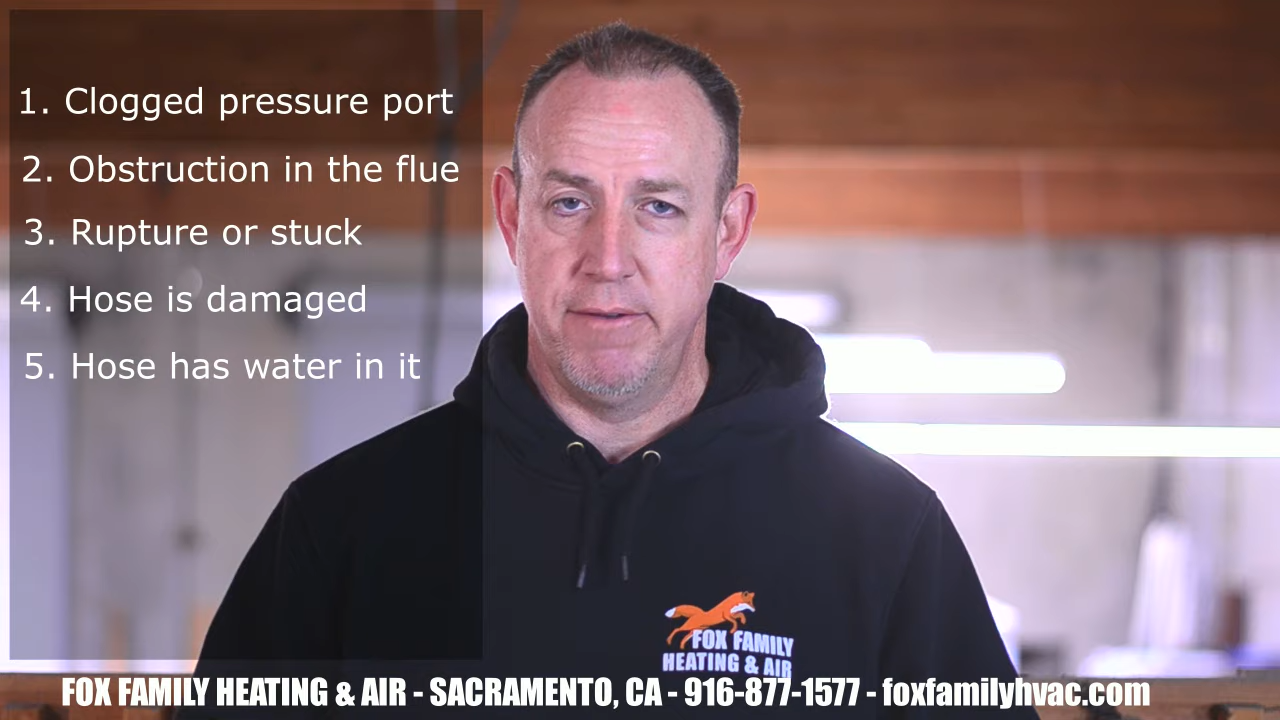 1. Clogged pressure port
2. Obstruction in the flue
3. Rupture or stuck
4. Hose is damaged
5. Hose has water in it
FOX FAMILY
HEATING & AIR
FOX FAMILY HEATING & AIR - SACRAMENTO, CA - 916-877-1577 - foxfamilyhvac.com